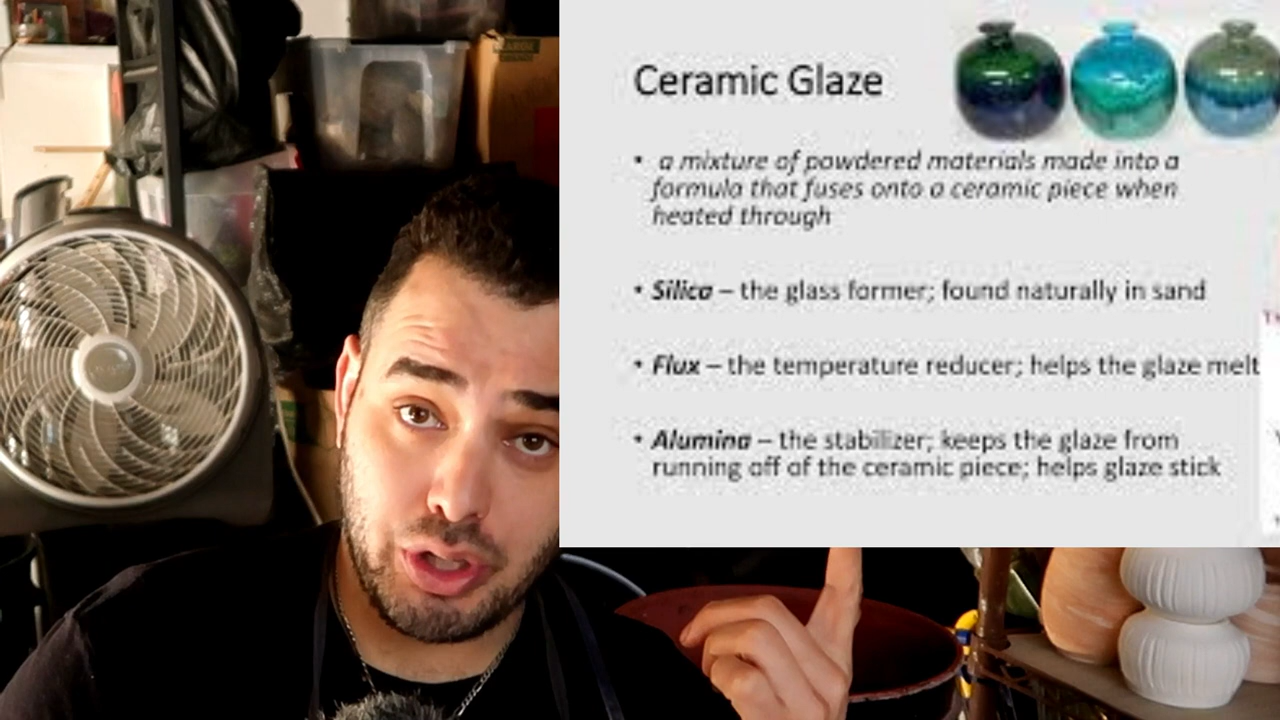 Ceramic Glaze
• a mixture of powdered materials made into a
formula that fuses onto a ceramic piece when
heated through
• Silica – the glass former; found naturally in sand
• Flux – the temperature reducer; helps the glaze melt
• Alumina – the stabilizer; keeps the glaze from
running off of the ceramic piece; helps glaze stick